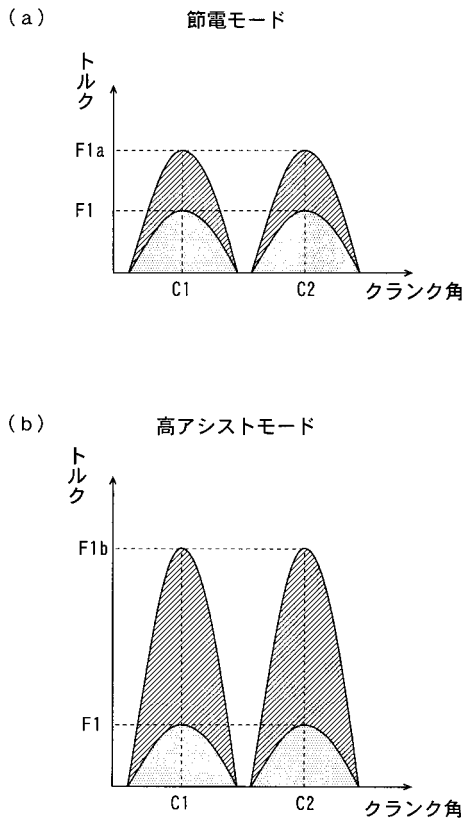 (a) 節電モード
トルク
F1a
F1
C1 C2 クランク角
(b) 高アシストモード
トルク
F1b
F1
C1 C2 クランク角